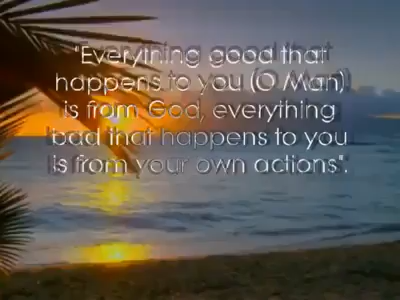 "Everything good that
happens to you (O Man)
is from God, everything
bad that happens to you
is from your own actions".